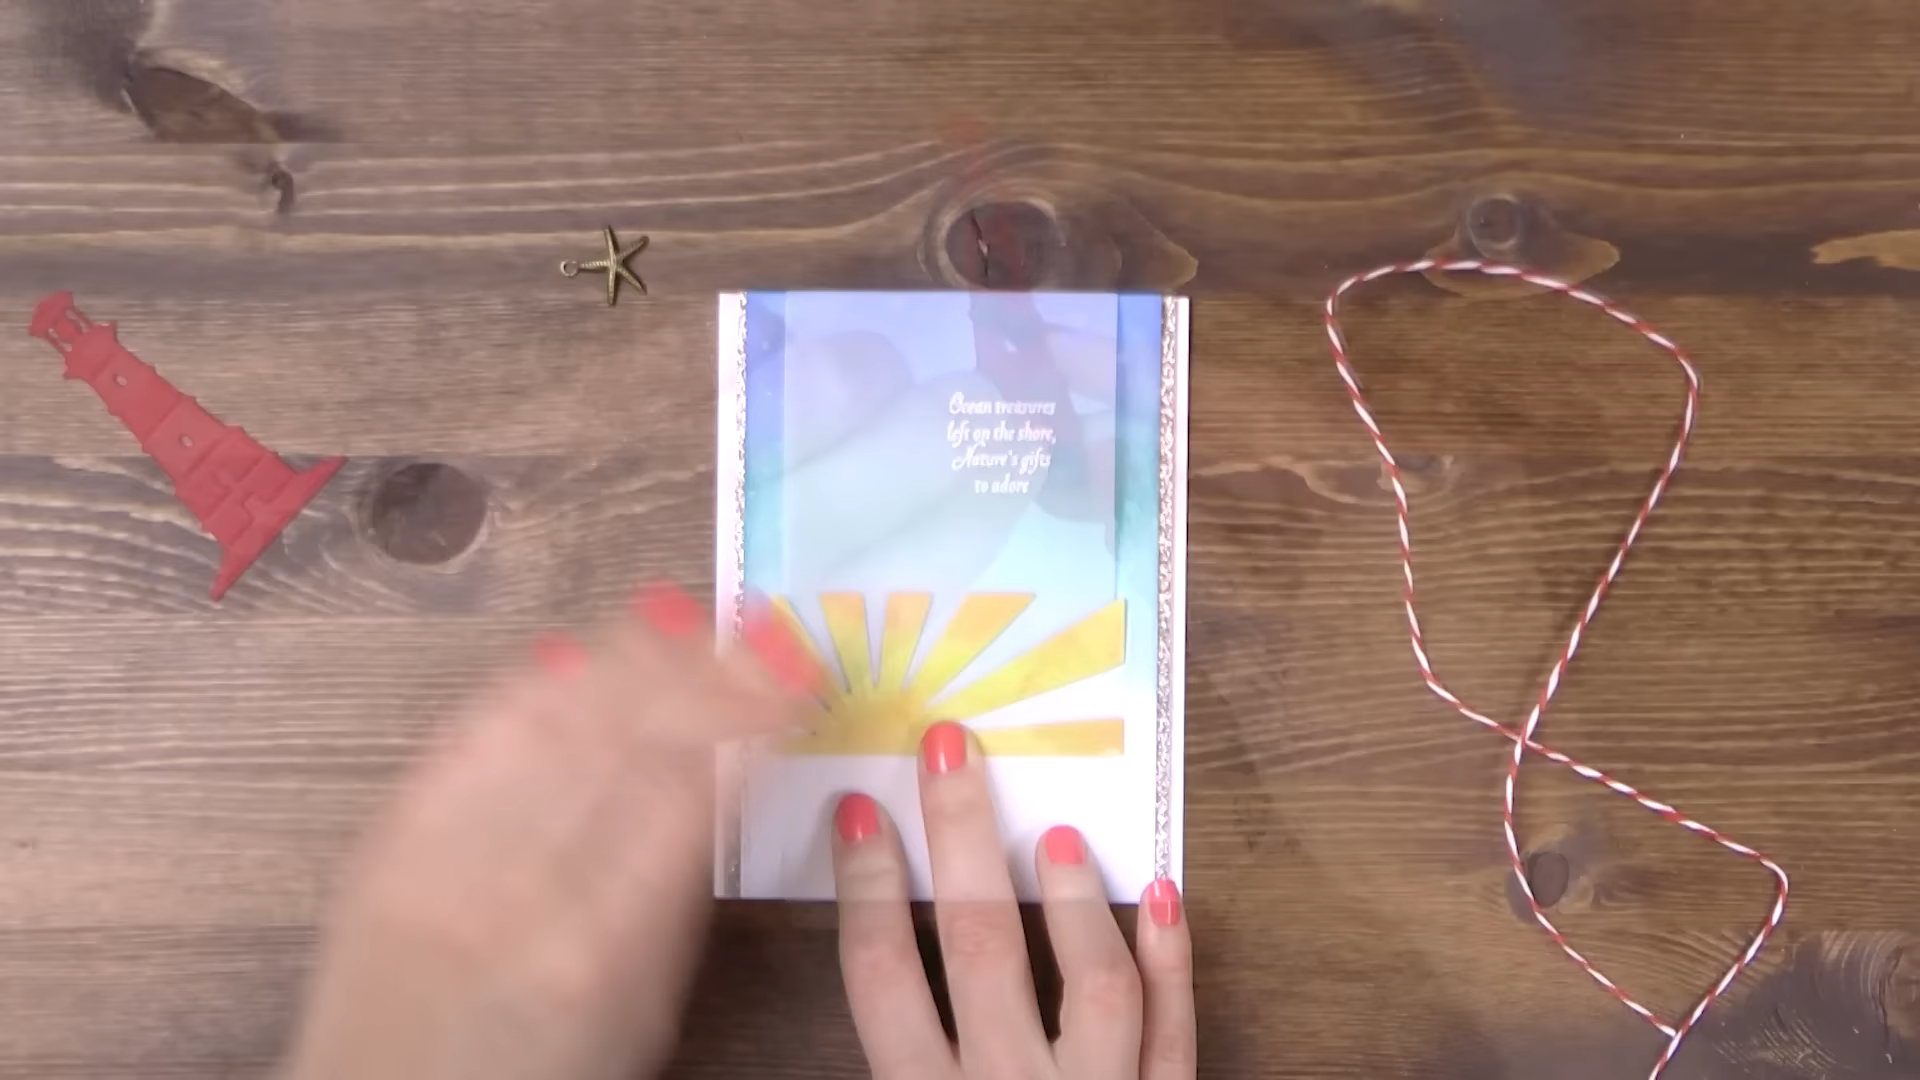 Ocean treasures
left on the shore,
Nature's gifts
to adore